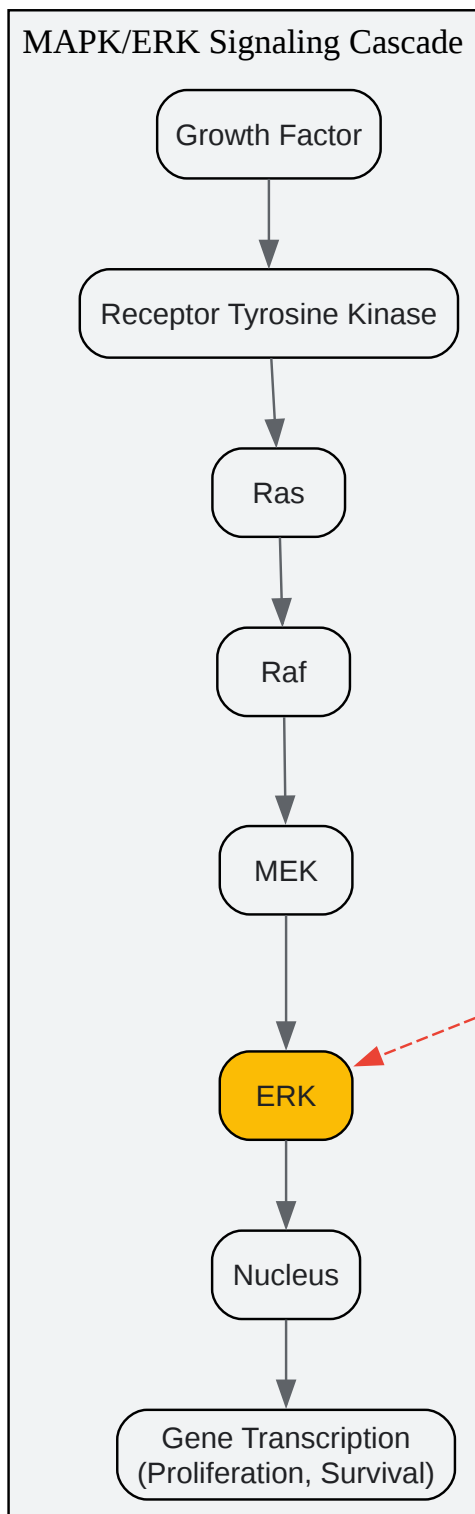 MAPK/ERK Signaling Cascade
Growth Factor
Receptor Tyrosine Kinase
Ras
Raf
MEK
ERK
Nucleus
Gene Transcription
(Proliferation, Survival)